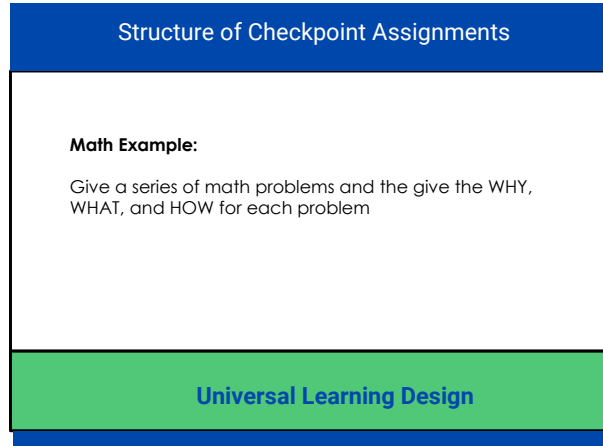 Structure of Checkpoint Assignments
Math Example:
Give a series of math problems and the give the WHY,
WHAT, and HOW for each problem
Universal Learning Design